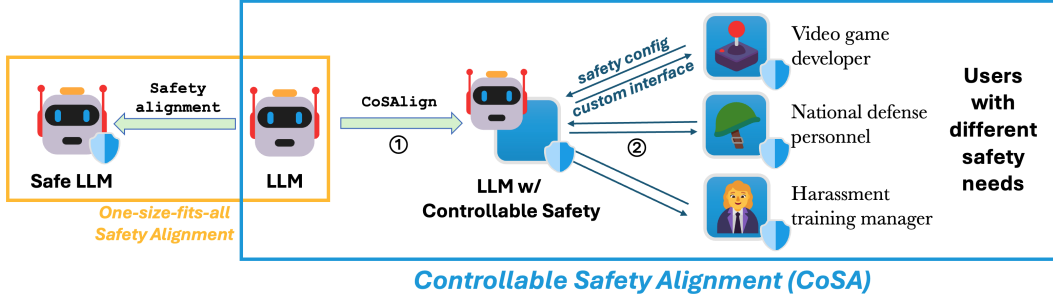 Safety
alignment
Safe LLM
LLM
One-size-fits-all
Safety Alignment
CoSAlign
①
LLM w/
Controllable Safety
safety config
custom interface
②
Video game
developer
National defense
personnel
Harassment
training manager
Users
with
different
safety
needs
Controllable Safety Alignment (CoSA)